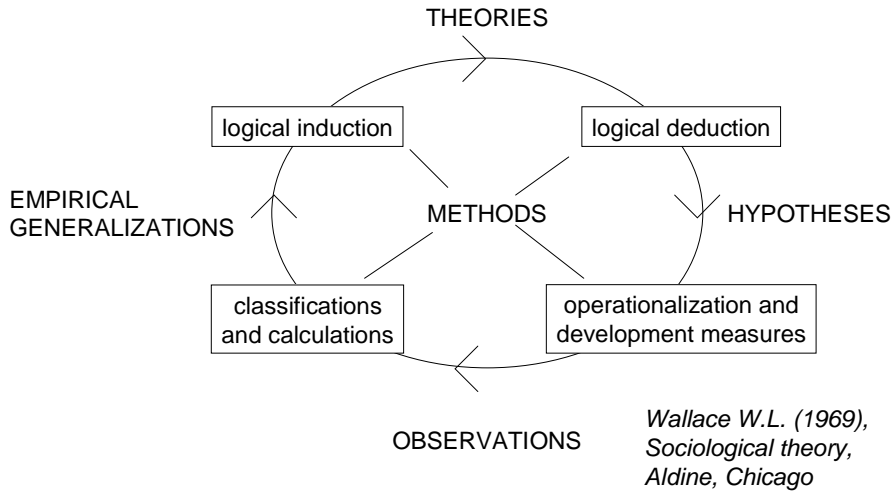 THEORIES
logical induction
logical deduction
EMPIRICAL
GENERALIZATIONS
METHODS
HYPOTHESES
classifications
and calculations
operationalization and
development measures
OBSERVATIONS
Wallace W.L. (1969),
Sociological theory,
Aldine, Chicago